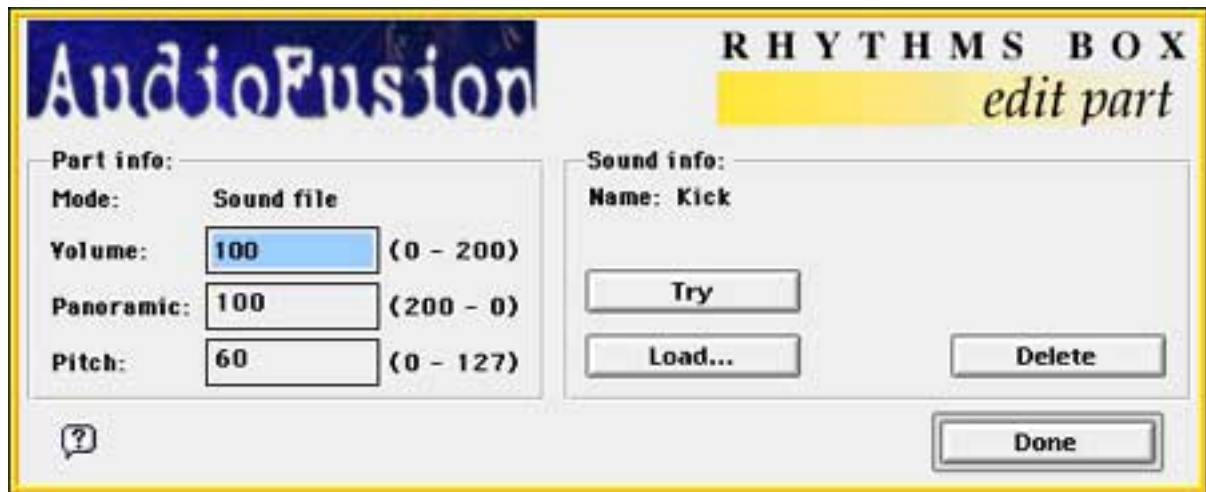 AudioFusion
RHYTHMS BOX
edit part
Part info:
Mode: Sound file
Volume: 100 (0 - 200)
Panoramic: 100 (200 - 0)
Pitch: 60 (0 - 127)
Sound info:
Name: Kick
Try
Load...
Delete
?
Done